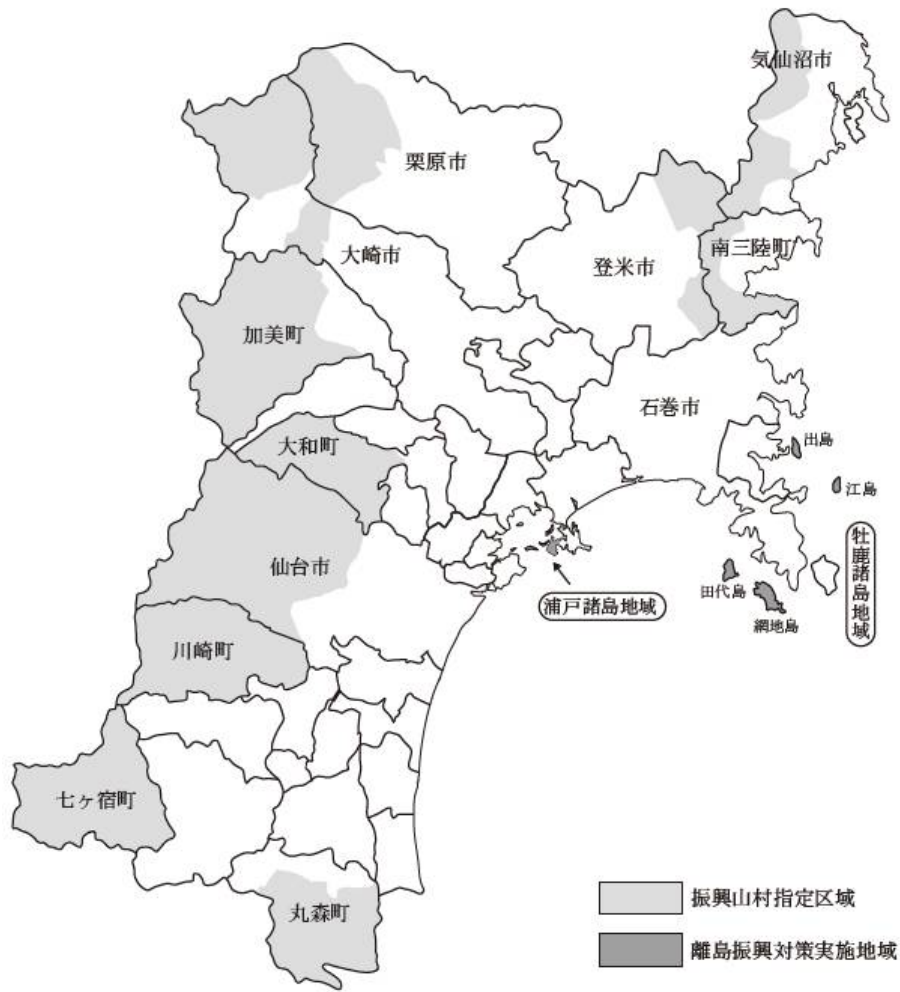 気仙沼市
栗原市
大崎市
登米市
南三陸町
加美町
石巻市
大和町
出島
江島
仙台市
牡鹿諸島地域
田代島
浦戸諸島地域
網地島
川崎町
七ヶ宿町
振興山村指定区域
丸森町
離島振興対策実施地域